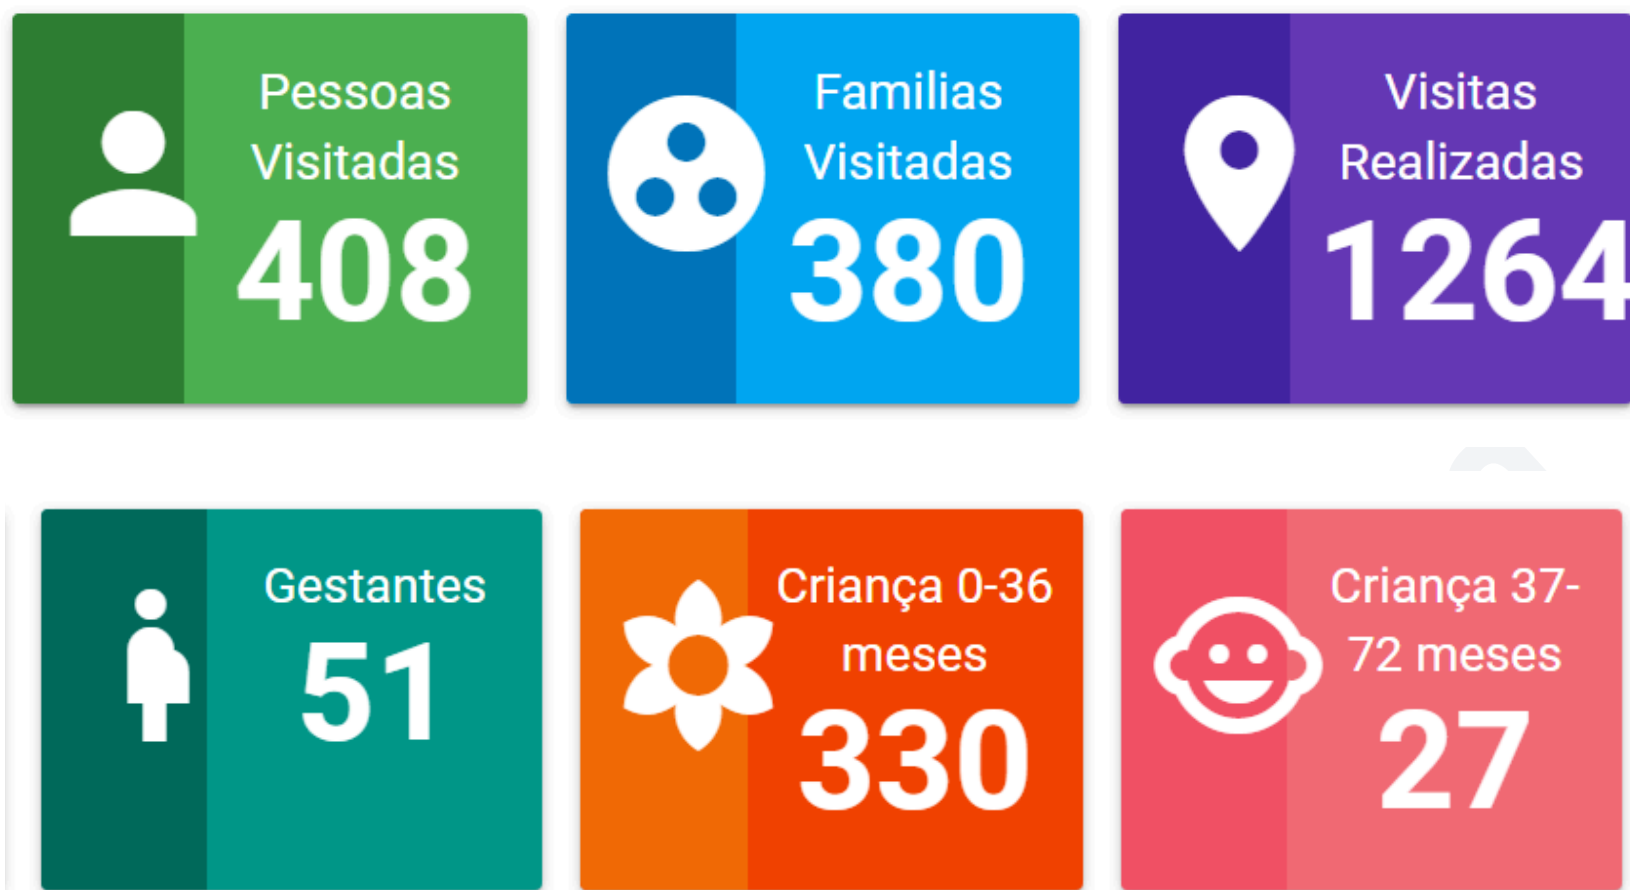 Pessoas
Visitadas
408
Familias
Visitadas
380
Visitas
Realizadas
1264
Gestantes
51
Criança 0-36
meses
330
Criança 37-
72 meses
27